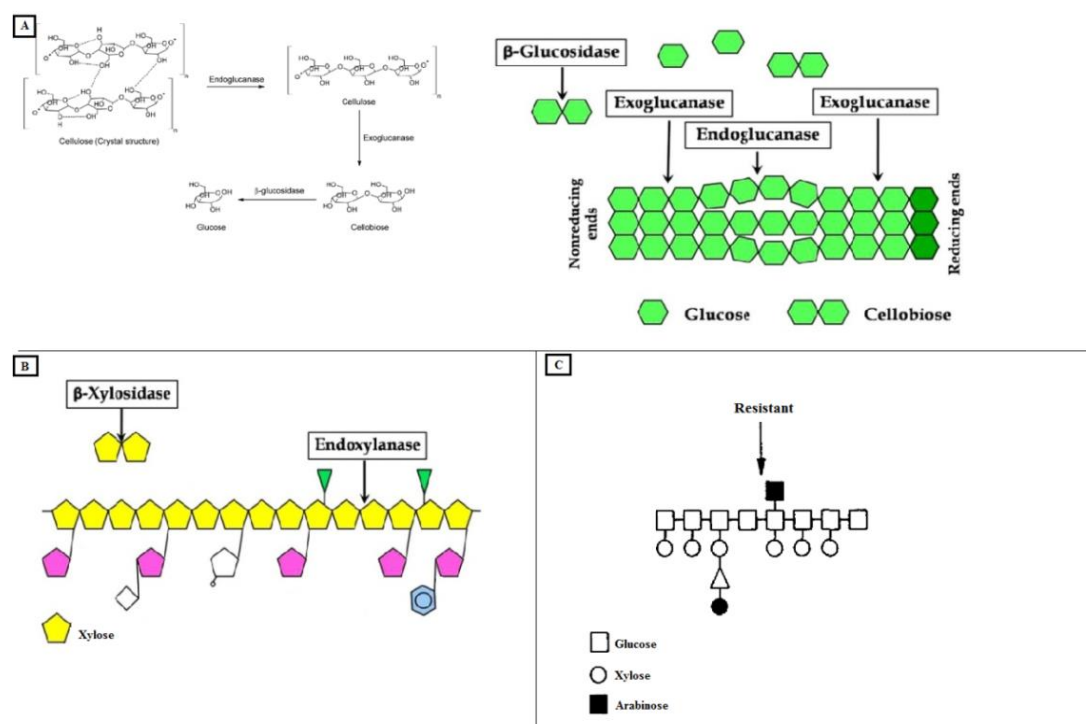 A
Endoglucanase
Cellulose (Crystal structure)
Cellulose
Exoglucanase
β-glucosidase
Glucose
Cellobiose
β-Glucosidase
Exoglucanase
Exoglucanase
Endoglucanase
Nonreducing
ends
Reducing ends
Glucose
Cellobiose
B
β-Xylosidase
Endoxylanase
Xylose
C
Resistant
Glucose
Xylose
Arabinose